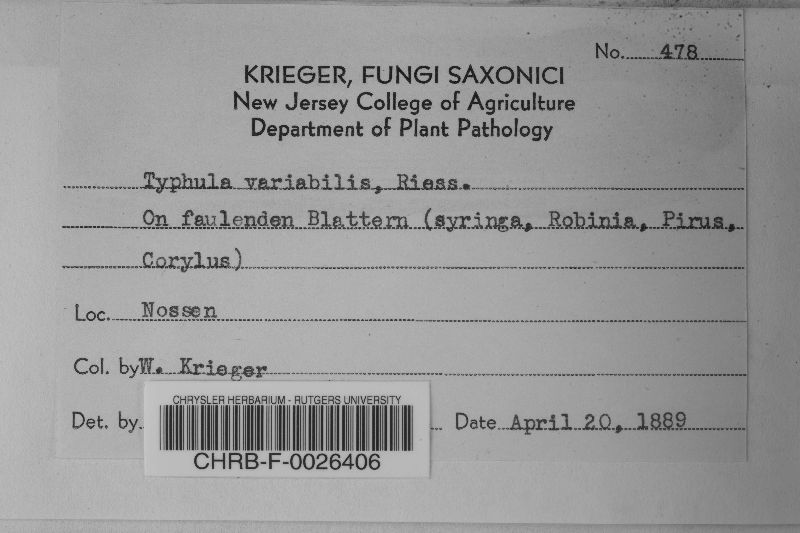 No. 478
KRIEGER, FUNGI SAXONICI
New Jersey College of Agriculture
Department of Plant Pathology
Typhula variabilis, Riess.
On faulenden Blattern (syringa, Robinia, Pirus,
Corylus)
Loc. Nossen
Col. by W. Krieger
Det. by
Date April 20, 1889
CHRYSLER HERBARIUM - RUTGERS UNIVERSITY
CHRB-F-0026406